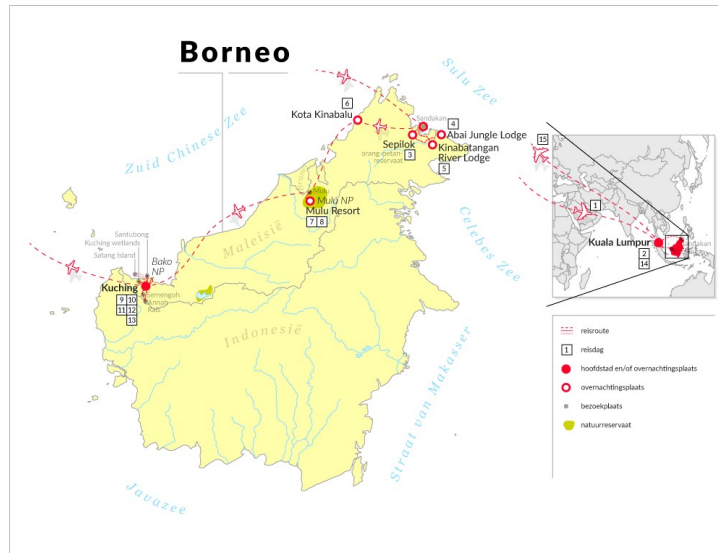 Borneo
Sulu Zee
Zuid Chinese Zee
6
Kota Kinabalu
Sandakan
4
Abai Jungle Lodge
Sepilok
3
orang-oetan-
reservaat
Kinabatangan
River Lodge
5
15
1
Kuala Lumpur
2
14
Mulu
Mulu NP
Mulu Resort
7 8
Celebes Zee
Maleisië
Santubong
Kuching wetlands
Satang Island
Bako
NP
Kuching
9 10
11 12
13
Semengoh
Annah
Rais
Indonesië
Straat van Makasser
Javazee
reisroute
1 reisdag
hoofdstad en/of overnachtingsplaats
overnachtingsplaats
bezoekplaats
natuurreservaat